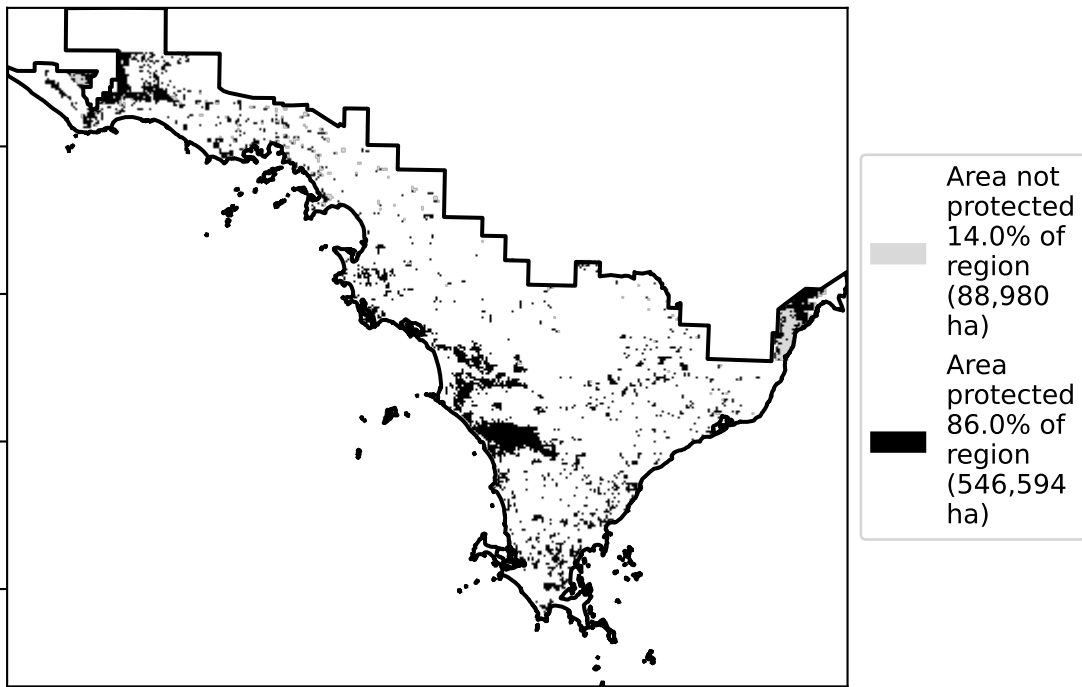 Area not
protected
14.0% of
region
(88,980
ha)
Area
protected
86.0% of
region
(546,594
ha)